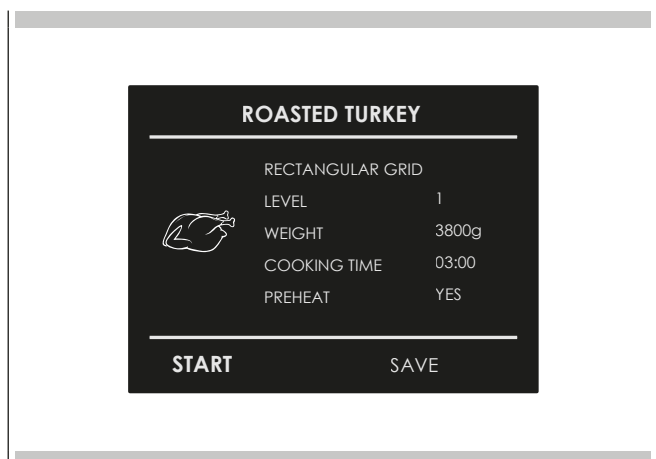 ROASTED TURKEY
RECTANGULAR GRID
LEVEL 1
WEIGHT 3800g
COOKING TIME 03:00
PREHEAT YES
START SAVE